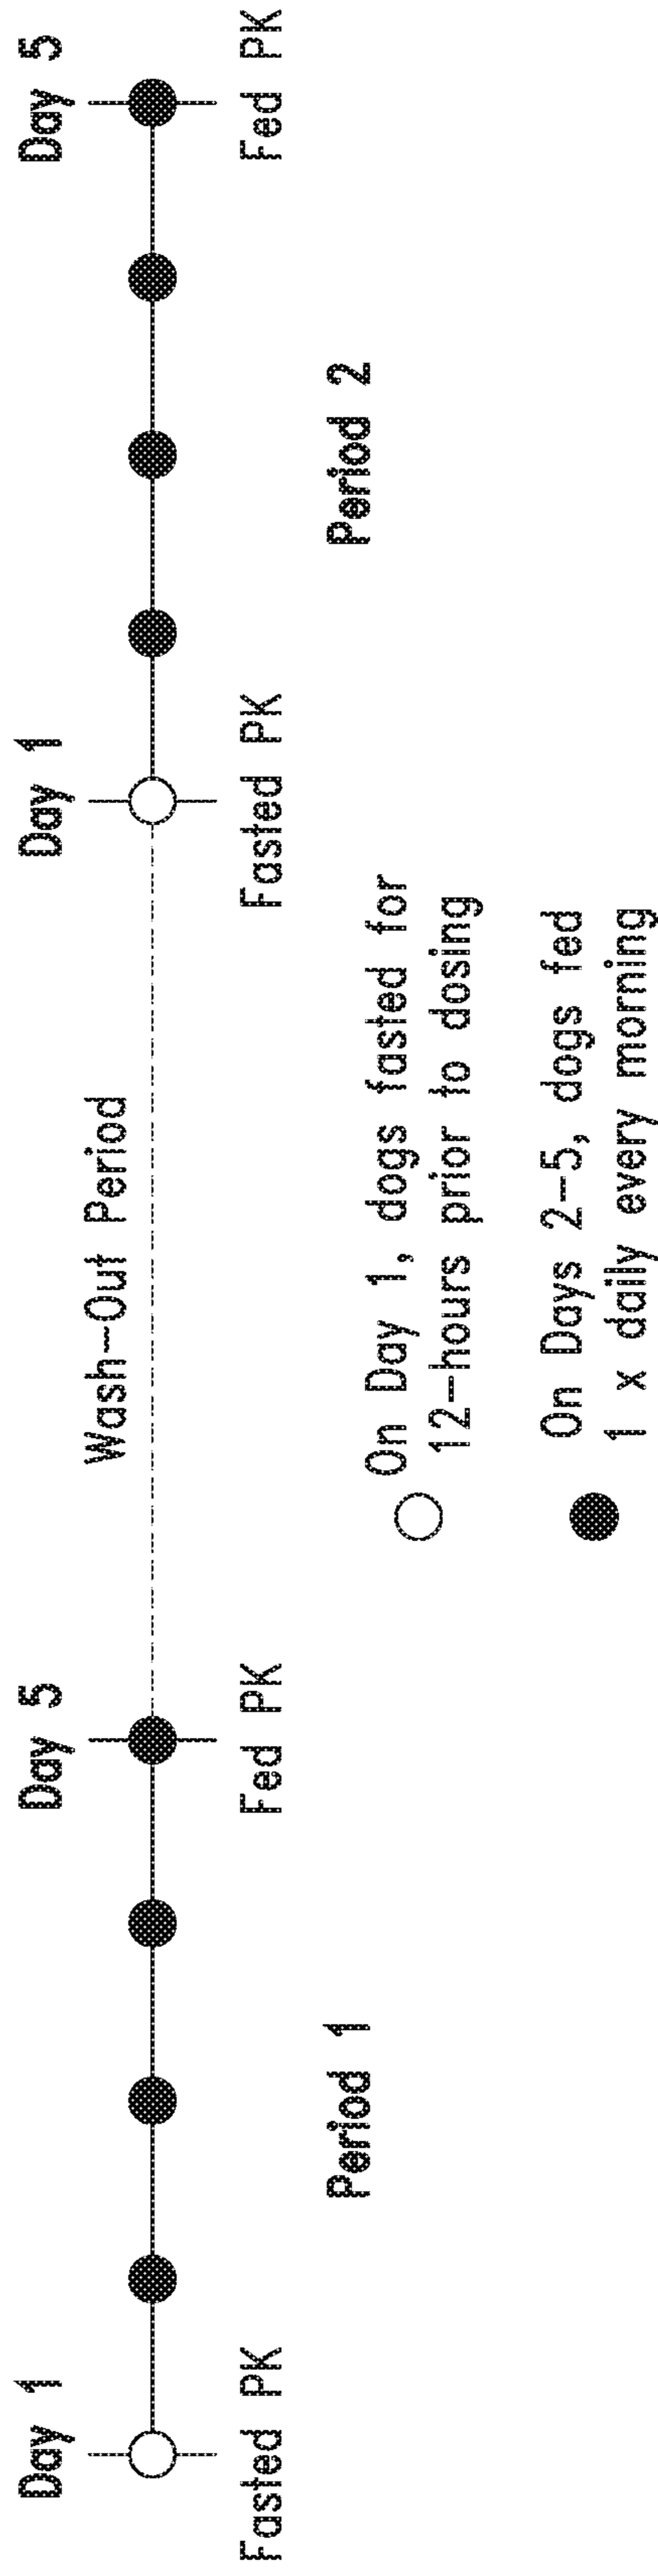 Day 1
Day 5
Wash-Out Period
Day 1
Day 5
Fasted PK
Fed PK
Fasted PK
Fed PK
Period 1
Period 2
On Day 1, dogs fasted for
12-hours prior to dosing
On Days 2-5, dogs fed
1 x daily every morning